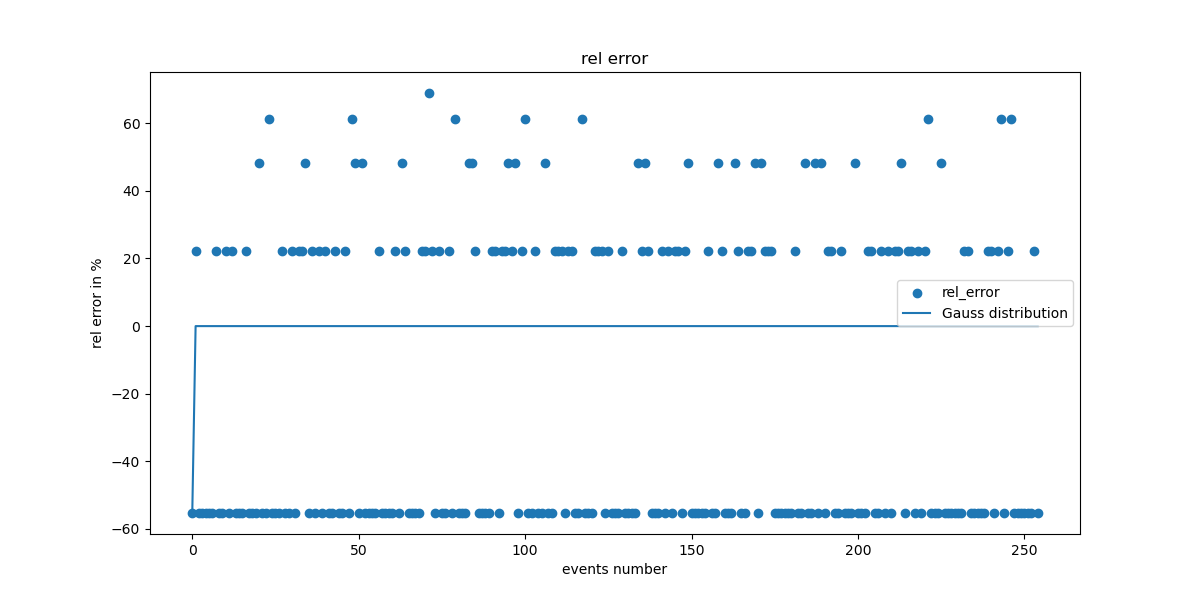 rel error
60
40
20
0
−20
−40
−60
rel error in %
rel_error
Gauss distribution
0
50
100
150
200
250
events number